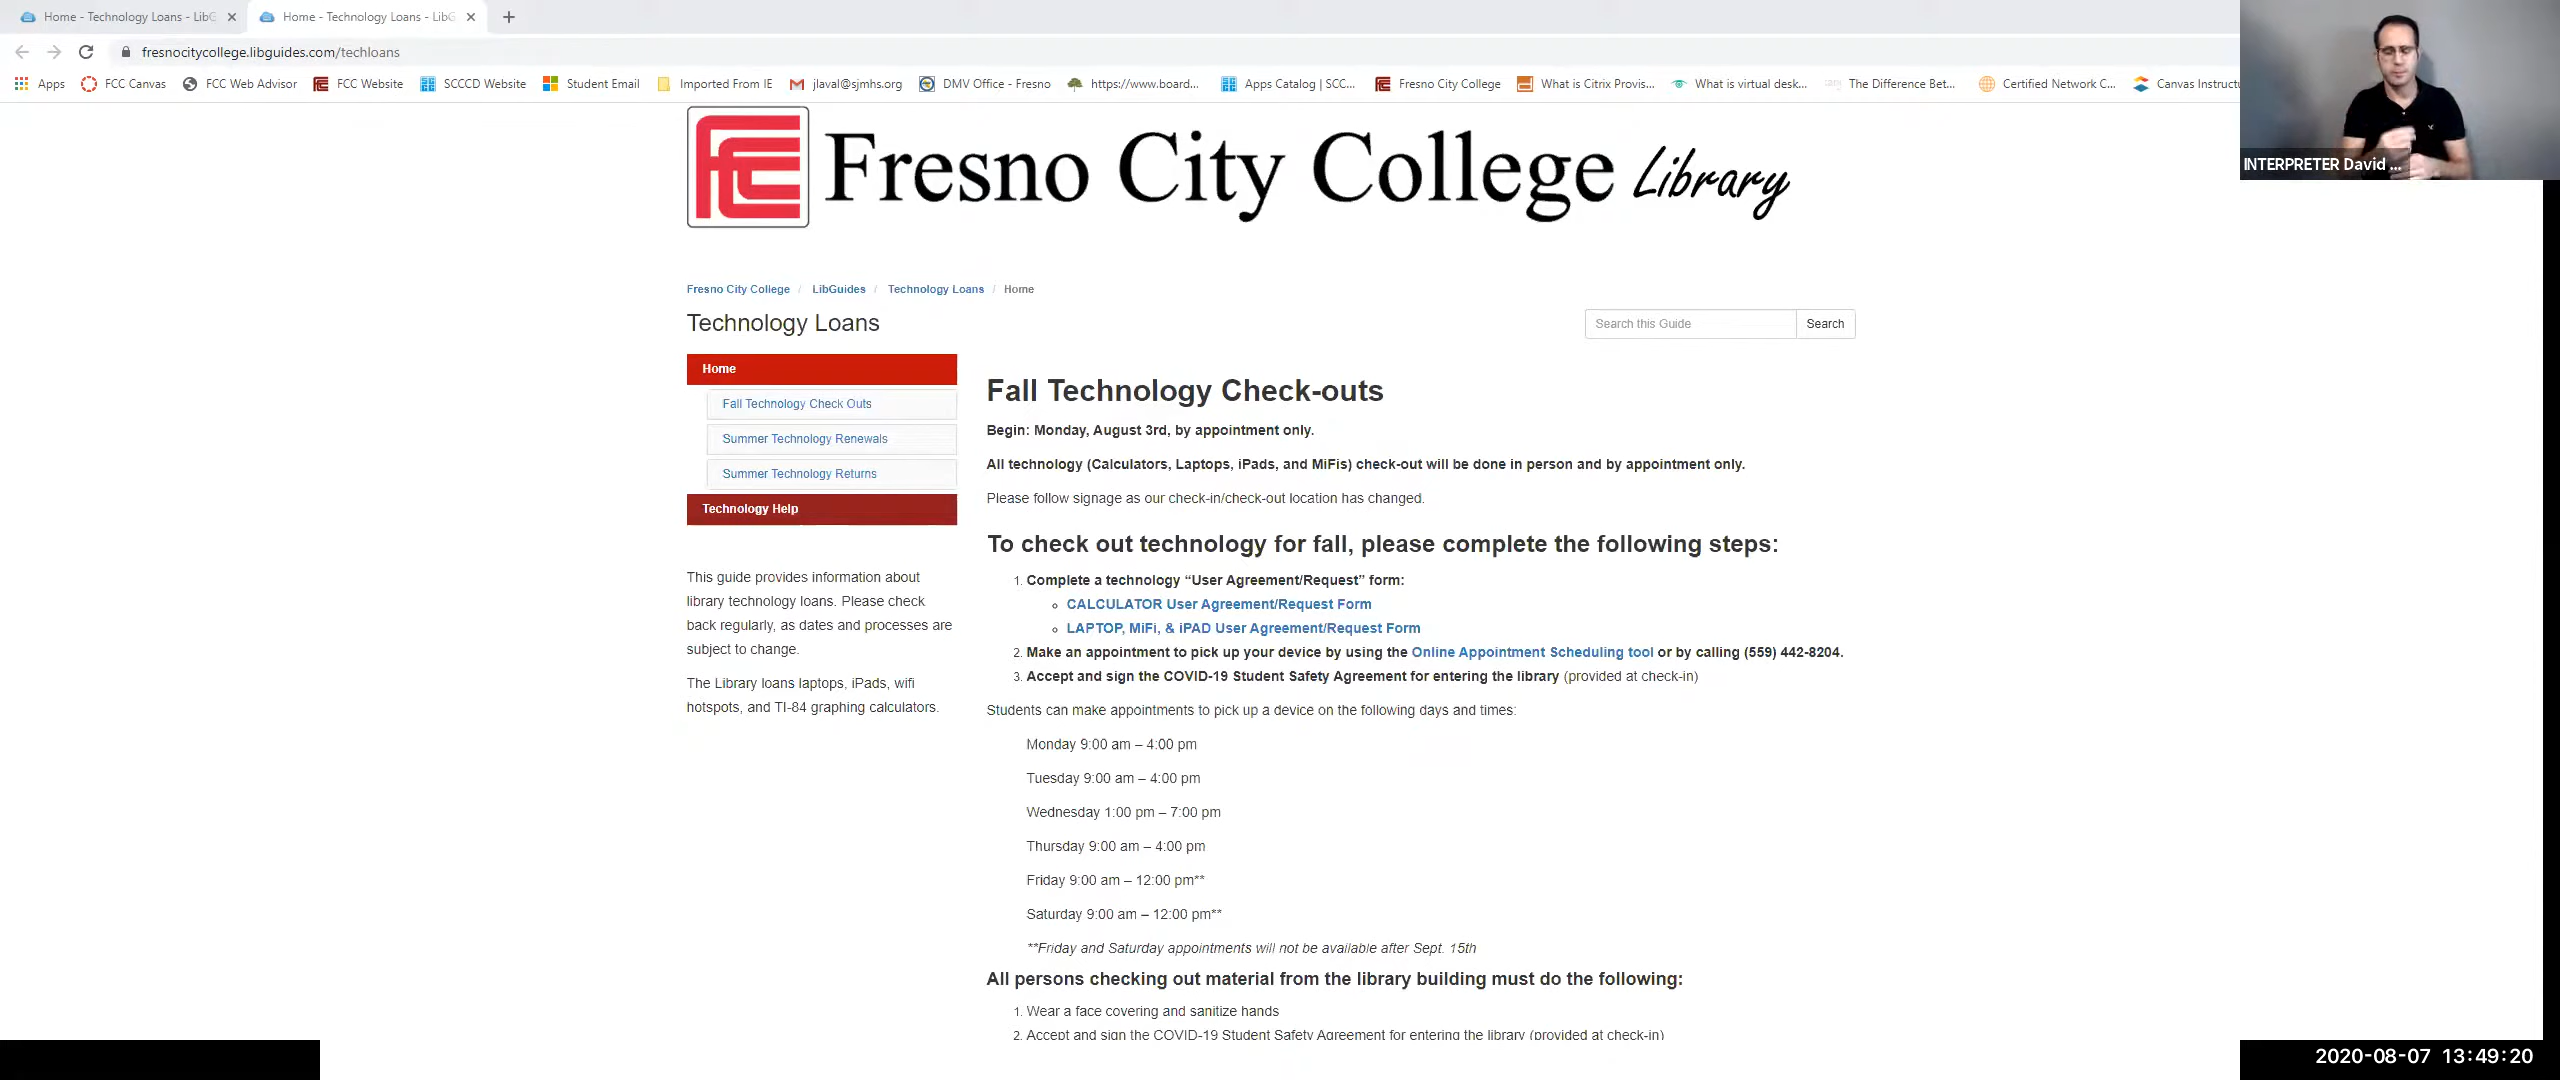 Home - Technology Loans - LibG
Home - Technology Loans - LibG
fresnocitycollege.libguides.com/techloans
Apps FCC Canvas FCC Web Advisor FCC Website SCCCD Website Student Email Imported From IE jlaval@sjmhs.org DMV Office - Fresno https://www.board... Apps Catalog | SCC... Fresno City College What is Citrix Provis... What is virtual desk... The Difference Bet... Certified Network C... Canvas Instructu
INTERPRETER David ...
Fresno City College Library
Fresno City College / LibGuides / Technology Loans / Home
Technology Loans
Search this Guide Search
Home
Fall Technology Check Outs
Summer Technology Renewals
Summer Technology Returns
Technology Help
This guide provides information about
library technology loans. Please check
back regularly, as dates and processes are
subject to change.
The Library loans laptops, iPads, wifi
hotspots, and TI-84 graphing calculators.
Fall Technology Check-outs
Begin: Monday, August 3rd, by appointment only.
All technology (Calculators, Laptops, iPads, and MiFis) check-out will be done in person and by appointment only.
Please follow signage as our check-in/check-out location has changed.
To check out technology for fall, please complete the following steps:
1. Complete a technology “User Agreement/Request” form:
CALCULATOR User Agreement/Request Form
LAPTOP, MiFi, & iPAD User Agreement/Request Form
2. Make an appointment to pick up your device by using the Online Appointment Scheduling tool or by calling (559) 442-8204.
3. Accept and sign the COVID-19 Student Safety Agreement for entering the library (provided at check-in)
Students can make appointments to pick up a device on the following days and times:
Monday 9:00 am – 4:00 pm
Tuesday 9:00 am – 4:00 pm
Wednesday 1:00 pm – 7:00 pm
Thursday 9:00 am – 4:00 pm
Friday 9:00 am – 12:00 pm**
Saturday 9:00 am – 12:00 pm**
**Friday and Saturday appointments will not be available after Sept. 15th
All persons checking out material from the library building must do the following:
1. Wear a face covering and sanitize hands
2. Accept and sign the COVID-19 Student Safety Agreement for entering the library (provided at check-in)
2020-08-07 13:49:20